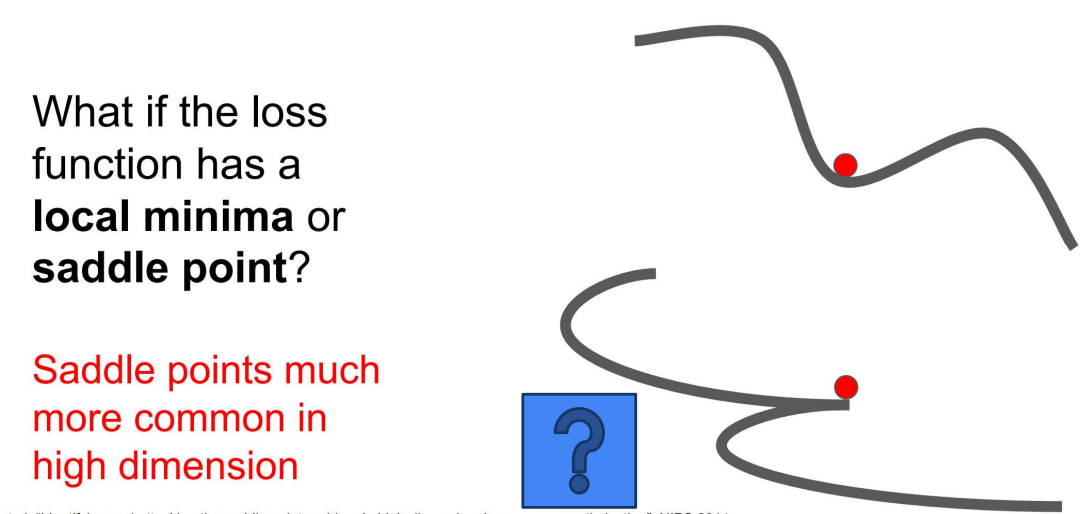 What if the loss
function has a
local minima or
saddle point?
Saddle points much
more common in
high dimension
?